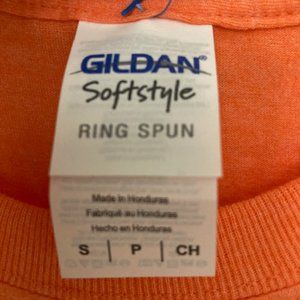 GILDAN®
Softstyle
RING SPUN
Made in Honduras
Fabriqué au Honduras
Hecho en Honduras
S | P | CH